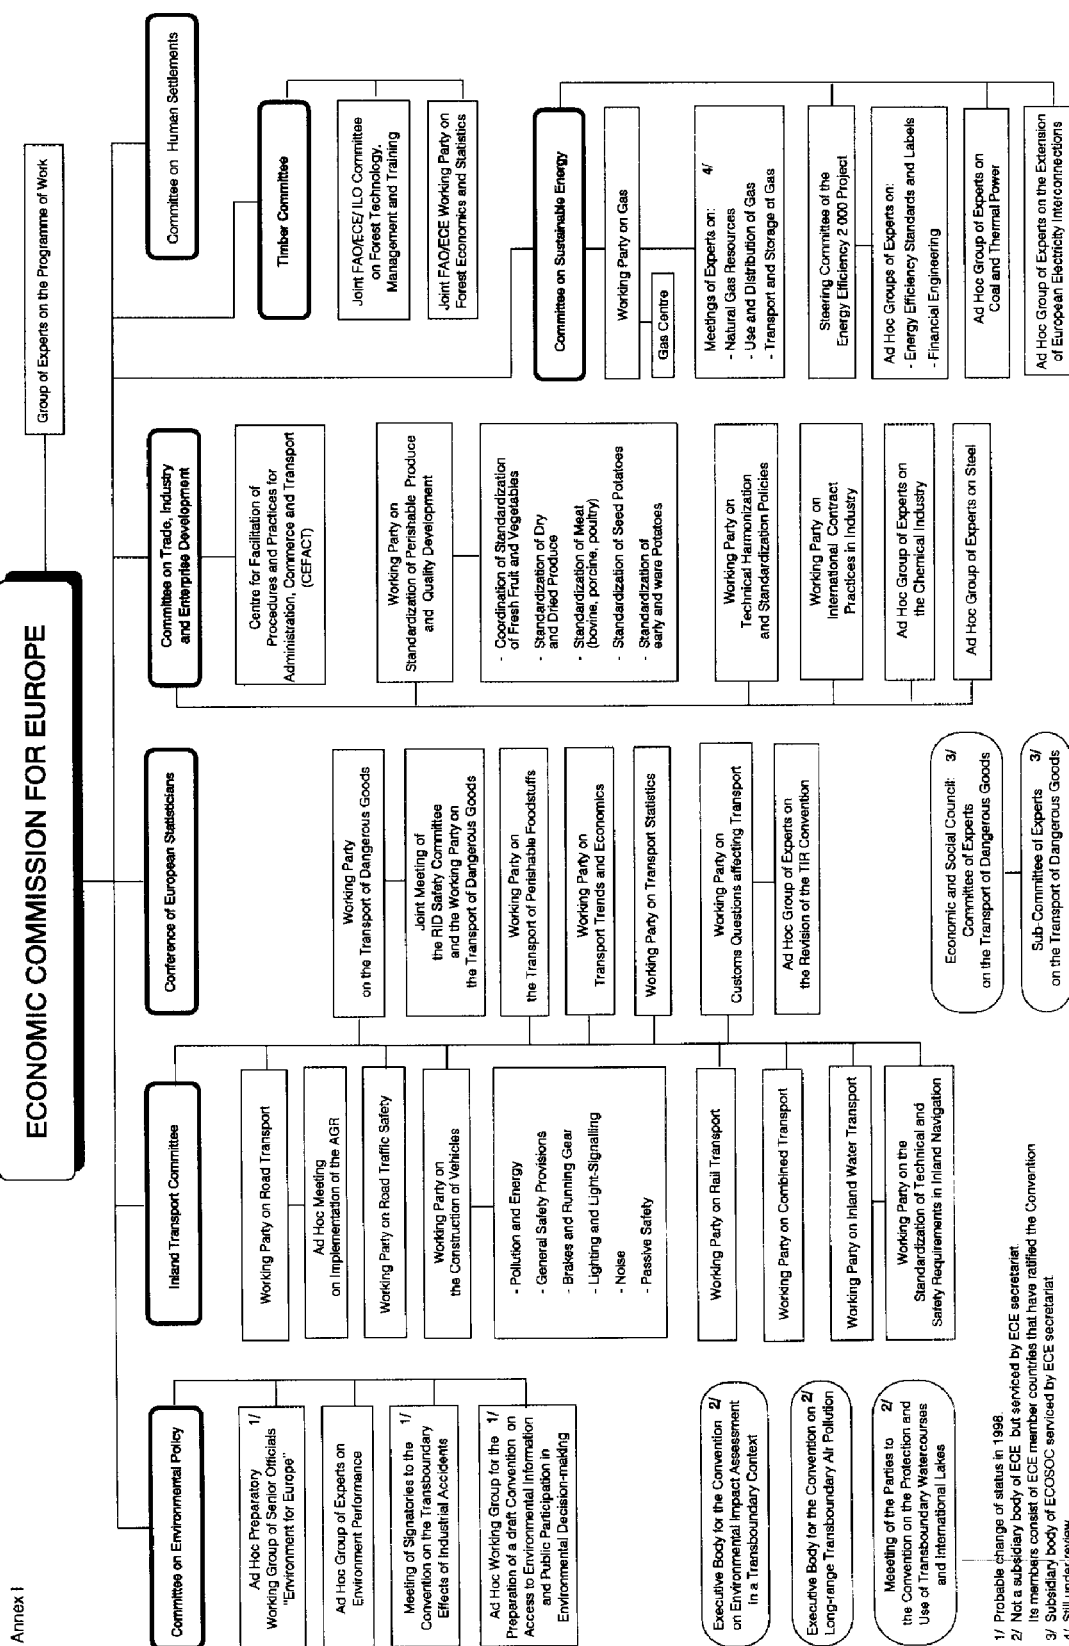 Annex I
ECONOMIC COMMISSION FOR EUROPE
Group of Experts on the Programme of Work
Committee on Environmental Policy
Ad Hoc Preparatory 1/
Working Group of Senior Officials
"Environment for Europe"
Ad Hoc Group of Experts on
Environment Performance
Meeting of Signatories to the 1/
Convention on the Transboundary
Effects of Industrial Accidents
Ad Hoc Working Group for the 1/
Preparation of a draft Convention on
Access to Environmental Information
and Public Participation in
Environmental Decision-making
Executive Body for the Convention 2/
on Environmental Impact Assessment
in a Transboundary Context
Executive Body for the Convention on 2/
Long-range Transboundary Air Pollution
Meeting of the Parties to 2/
the Convention on the Protection and
Use of Transboundary Watercourses
and International Lakes
Inland Transport Committee
Working Party on Road Transport
Ad Hoc Meeting
on Implementation of the AGR
Working Party on Road Traffic Safety
Working Party on
the Construction of Vehicles
- Pollution and Energy
- General Safety Provisions
- Brakes and Running Gear
- Lighting and Light-Signalling
- Noise
- Passive Safety
Working Party on Rail Transport
Working Party on Combined Transport
Working Party on Inland Water Transport
Working Party on the
Standardization of Technical and
Safety Requirements in Inland Navigation
Working Party
on the Transport of Dangerous Goods
Joint Meeting of
the RID Safety Committee
and the Working Party on
the Transport of Dangerous Goods
Working Party on
the Transport of Perishable Foodstuffs
Working Party on
Transport Trends and Economics
Working Party on Transport Statistics
Working Party on
Customs Questions affecting Transport
Ad Hoc Group of Experts on
the Revision of the TIR Convention
Economic and Social Council: 3/
Committee of Experts
on the Transport of Dangerous Goods
Sub-Committee of Experts 3/
on the Transport of Dangerous Goods
Conference of European Statisticians
Committee on Trade, Industry
and Enterprise Development
Centre for Facilitation of
Procedures and Practices for
Administration, Commerce and Transport
(CEFACT)
Working Party on
Standardization of Perishable Produce
and Quality Development
- Coordination of Standardization
of Fresh Fruit and Vegetables
- Standardization of Dry
and Dried Produce
- Standardization of Meat
(bovine, porcine, poultry)
- Standardization of Seed Potatoes
- Standardization of
early and ware Potatoes
Working Party on
Technical Harmonization
and Standardization Policies
Working Party on
International Contract
Practices in Industry
Ad Hoc Group of Experts on
the Chemical Industry
Ad Hoc Group of Experts on Steel
Committee on Human Settlements
Timber Committee
Joint FAO/ECE/ ILO Committee
on Forest Technology,
Management and Training
Joint FAO/ECE Working Party on
Forest Economics and Statistics
Committee on Sustainable Energy
Working Party on Gas
Gas Centre
Meetings of Experts on: 4/
- Natural Gas Resources
- Use and Distribution of Gas
- Transport and Storage of Gas
Steering Committee of the
Energy Efficiency 2 000 Project
Ad Hoc Groups of Experts on:
- Energy Efficiency Standards and Labels
- Financial Engineering
Ad Hoc Group of Experts on
Coal and Thermal Power
Ad Hoc Group of Experts on the Extension
of European Electricity Interconnections
1/ Probable change of status in 1998.
2/ Not a subsidiary body of ECE but serviced by ECE secretariat.
Its members consist of ECE member countries that have ratified the Convention
3/ Subsidiary body of ECOSOC serviced by ECE secretariat
4/ Still under review